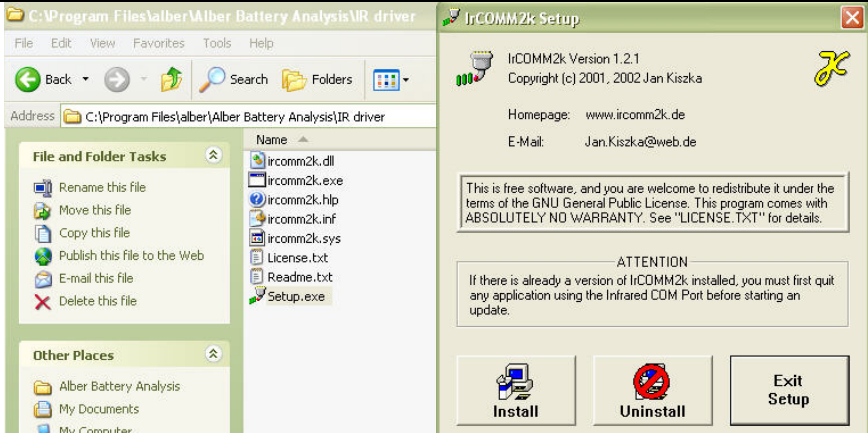 C:\Program Files\alber\Alber Battery Analysis\IR driver
File Edit View Favorites Tools Help
Back Search Folders
Address C:\Program Files\alber\Alber Battery Analysis\IR driver
File and Folder Tasks
Rename this file
Move this file
Copy this file
Publish this file to the Web
E-mail this file
Delete this file
Other Places
Alber Battery Analysis
My Documents
My Computer
Name
ircomm2k.dll
ircomm2k.exe
ircomm2k.hlp
ircomm2k.inf
ircomm2k.sys
License.txt
Readme.txt
Setup.exe
IrCOMM2k Setup
IrCOMM2k Version 1.2.1
Copyright (c) 2001, 2002 Jan Kiszka
Homepage: www.ircomm2k.de
E-Mail: Jan.Kiszka@web.de
This is free software, and you are welcome to redistribute it under the
terms of the GNU General Public License. This program comes with
ABSOLUTELY NO WARRANTY. See "LICENSE.TXT" for details.
ATTENTION
If there is already a version of IrCOMM2k installed, you must first quit
any application using the Infrared COM Port before starting an
update.
Install
Uninstall
Exit
Setup